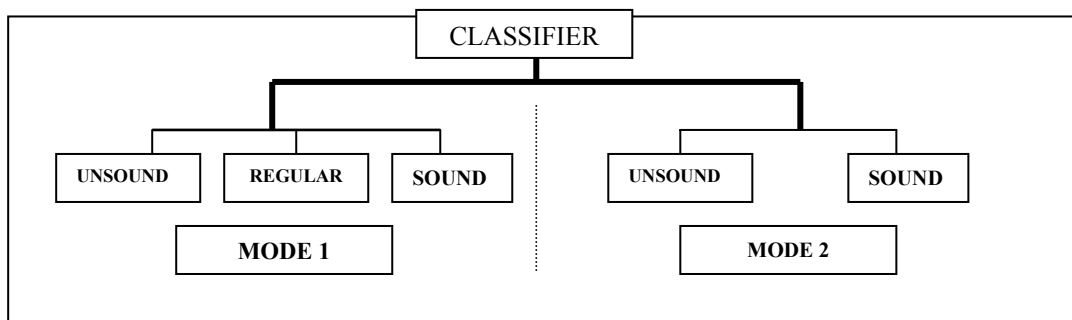 CLASSIFIER
UNSOUND REGULAR SOUND UNSOUND SOUND
MODE 1 MODE 2